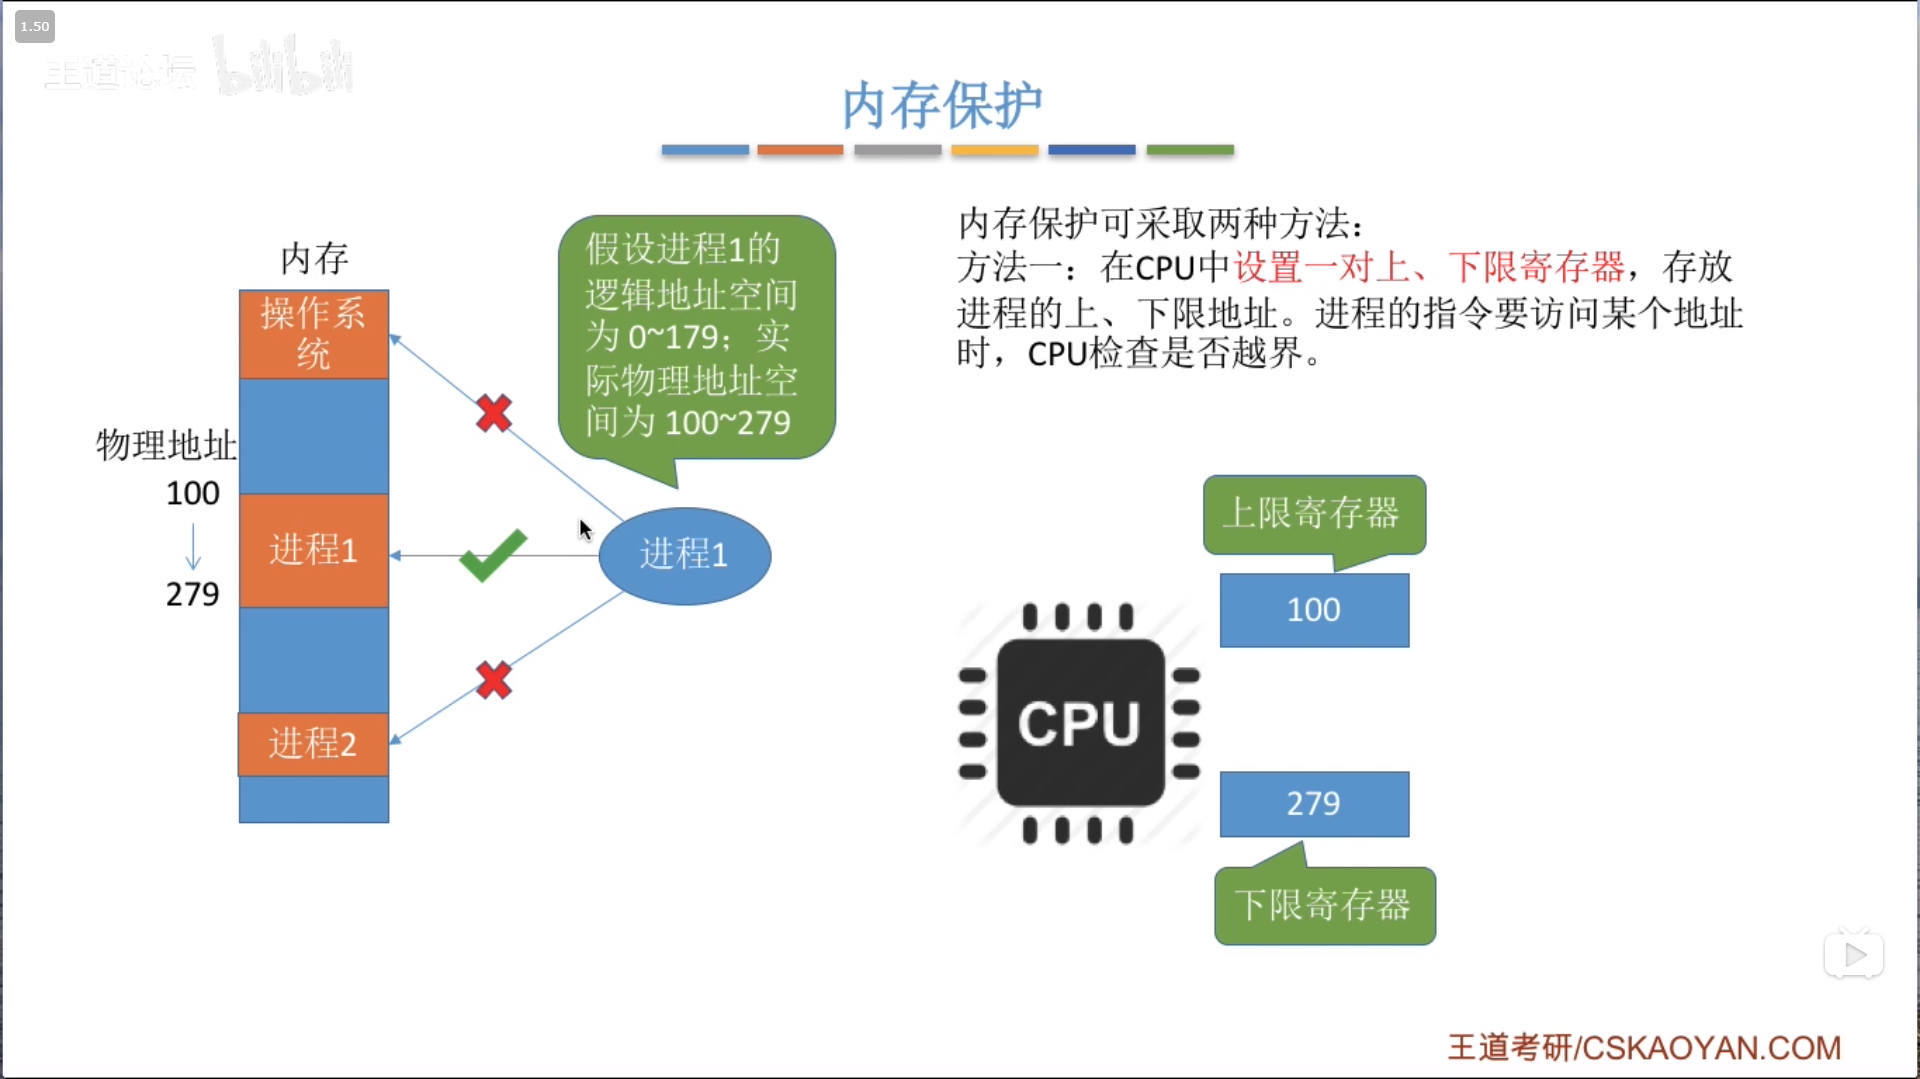 1.50
王道论坛 bilibili
内存保护
内存
操作系
统
物理地址
100
279
进程1
进程2
假设进程1的
逻辑地址空间
为 0~179；实
际物理地址空
间为 100~279
进程1
内存保护可采取两种方法：
方法一：在CPU中设置一对上、下限寄存器，存放
进程的上、下限地址。进程的指令要访问某个地址
时，CPU检查是否越界。
上限寄存器
100
CPU
279
下限寄存器
王道考研/CSKAOYAN.COM